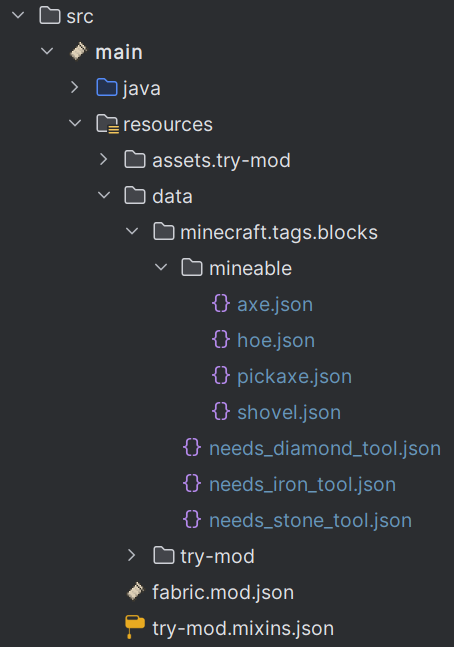 src
main
java
resources
assets.try-mod
data
minecraft.tags.blocks
mineable
axe.json
hoe.json
pickaxe.json
shovel.json
needs_diamond_tool.json
needs_iron_tool.json
needs_stone_tool.json
try-mod
fabric.mod.json
try-mod.mixins.json